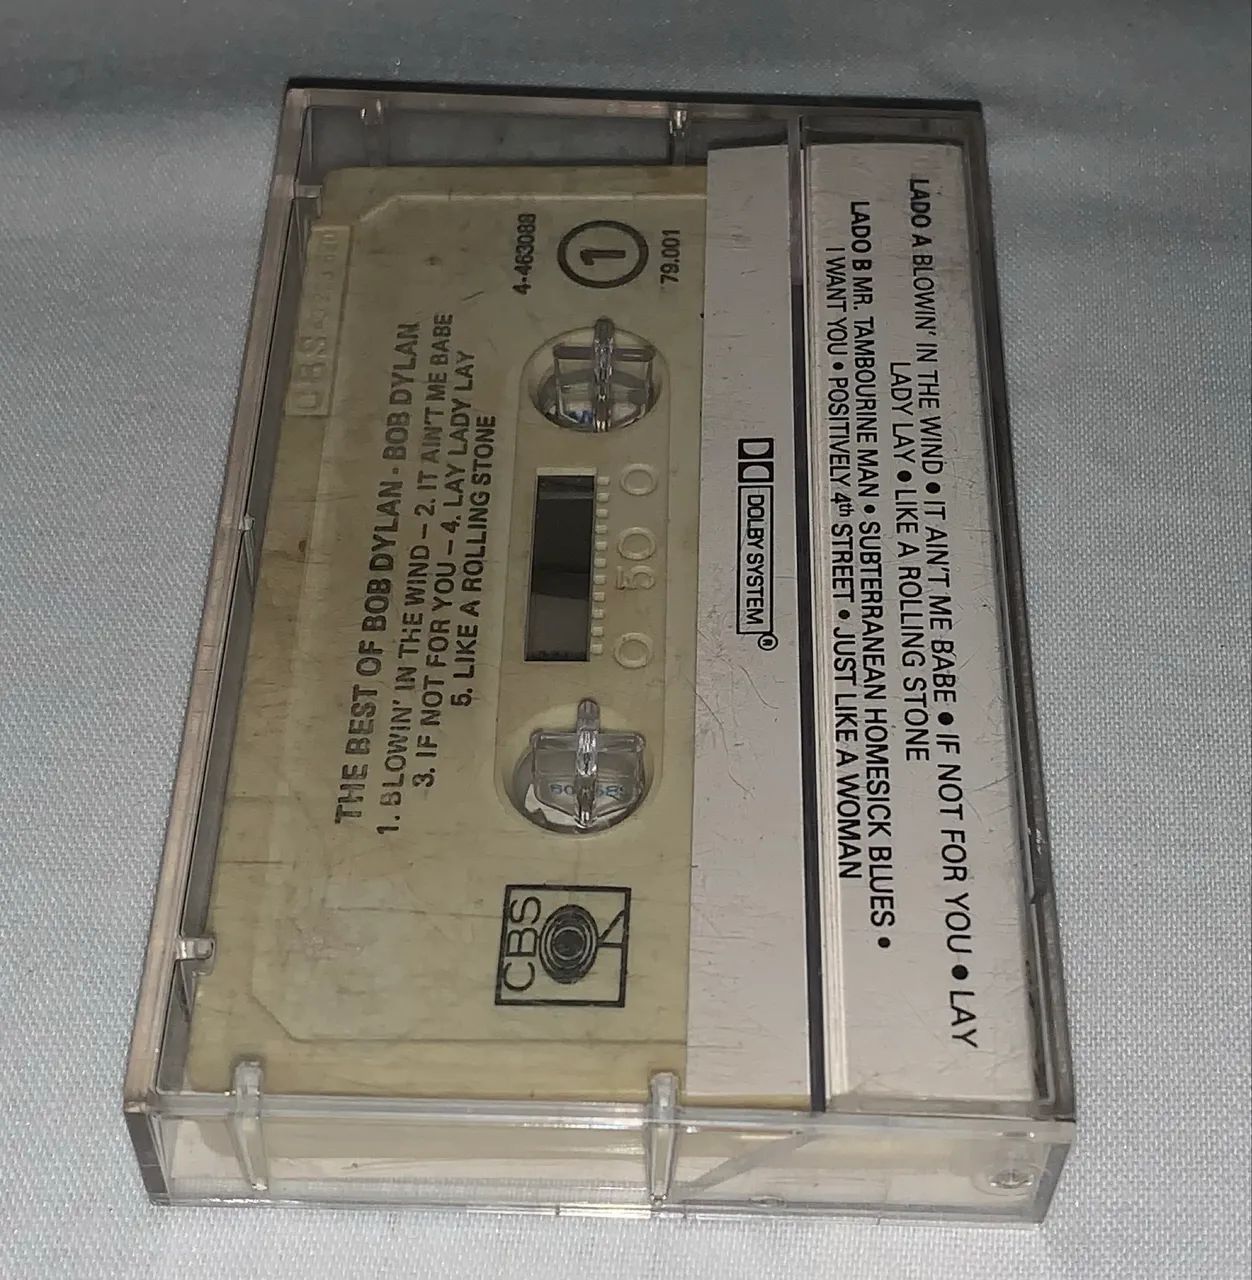 LADO A BLOWIN' IN THE WIND • IT AIN'T ME BABE • IF NOT FOR YOU • LAY
LADY LAY • LIKE A ROLLING STONE
LADO B MR. TAMBOURINE MAN • SUBTERRANEAN HOMESICK BLUES •
I WANT YOU • POSITIVELY 4th STREET • JUST LIKE A WOMAN
DOLBY SYSTEM®
79.001
1
4-463088
0 50 0
CBS
THE BEST OF BOB DYLAN - BOB DYLAN
1. BLOWIN' IN THE WIND – 2. IT AIN'T ME BABE
3. IF NOT FOR YOU – 4. LAY LADY LAY
5. LIKE A ROLLING STONE
CBS